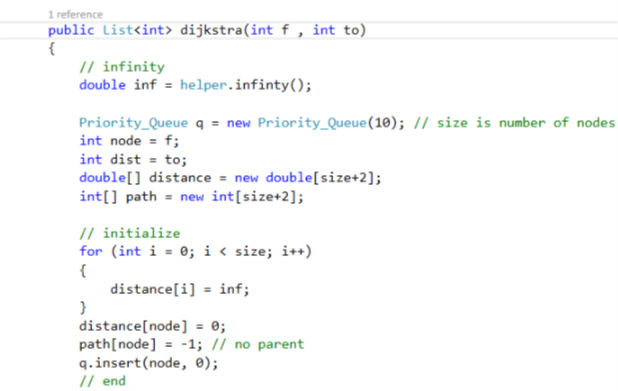 1 reference
public List<int> dijkstra(int f , int to)
{
// infinity
double inf = helper.infinty();
Priority_Queue q = new Priority_Queue(10); // size is number of nodes
int node = f;
int dist = to;
double[] distance = new double[size+2];
int[] path = new int[size+2];
// initialize
for (int i = 0; i < size; i++)
{
distance[i] = inf;
}
distance[node] = 0;
path[node] = -1; // no parent
q.insert(node, 0);
// end